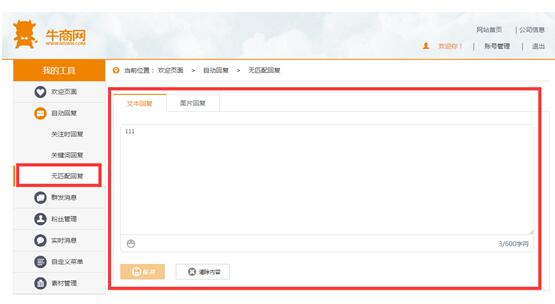 牛商网
WWW.NIUSHU.COM
网站首页 | 公司信息
欢迎你！ | 账号管理 | 退出
我的工具
当前位置： 欢迎页面 > 自动回复 > 无匹配回复
欢迎页面
自动回复
关注时回复
关键词回复
无匹配回复
群发消息
粉丝管理
实时消息
自定义菜单
素材管理
文本回复 图片回复
111
3/600字符
保存 清除内容